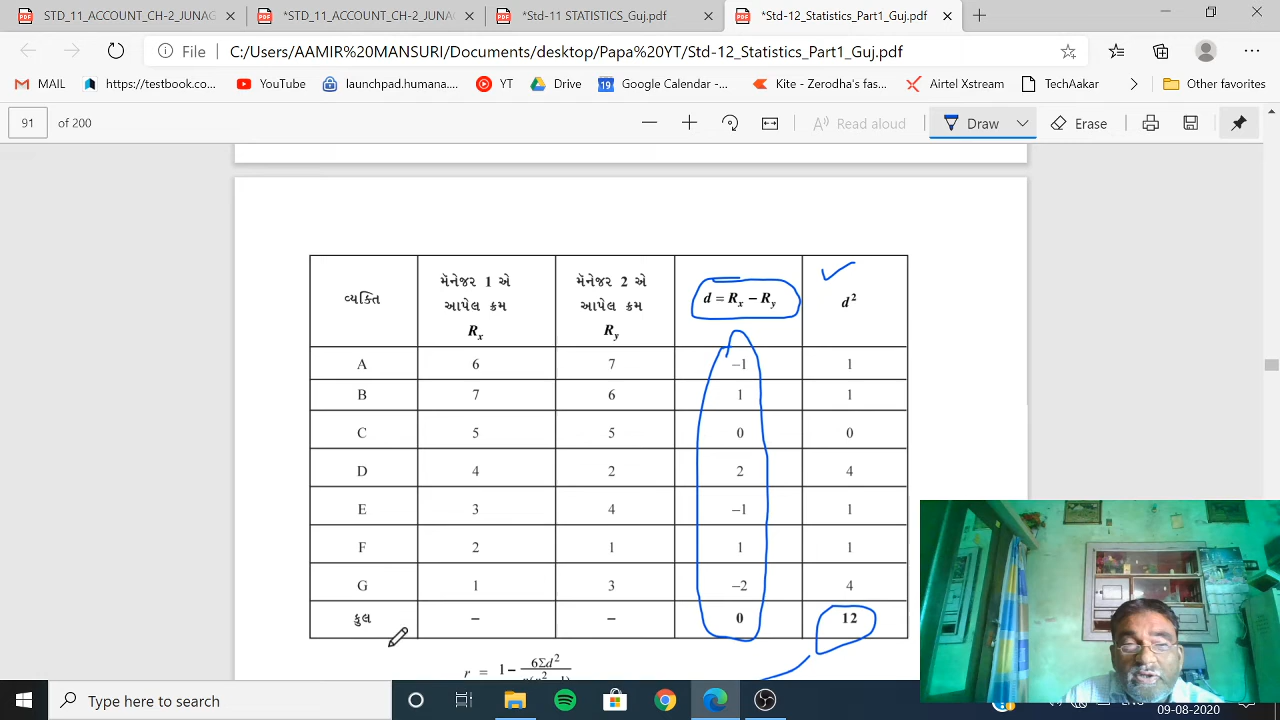 *STD_11_ACCOUNT_CH-2_JUNAG
*STD_11_ACCOUNT_CH-2_JUNA
*Std-11 STATISTICS_Guj.pdf
*Std-12_Statistics_Part1_Guj.pdf
File C:/Users/AAMIR%20MANSURI/Documents/desktop/Papa%20YT/Std-12_Statistics_Part1_Guj.pdf
MAIL https://testbook.co... YouTube launchpad.humana... YT Drive Google Calendar -... Kite - Zerodha's fas... Airtel Xstream TechAakar Other favorites
91 of 200 Read aloud Draw Erase
વ્યક્તિ મૅનેજર 1 એ આપેલ ક્રમ Rx મૅનેજર 2 એ આપેલ ક્રમ Ry d = Rx − Ry d²
A 6 7 –1 1
B 7 6 1 1
C 5 5 0 0
D 4 2 2 4
E 3 4 –1 1
F 2 1 1 1
G 1 3 –2 4
કુલ – – 0 12
r = 1 − 6Σd²
Type here to search
09-08-2020